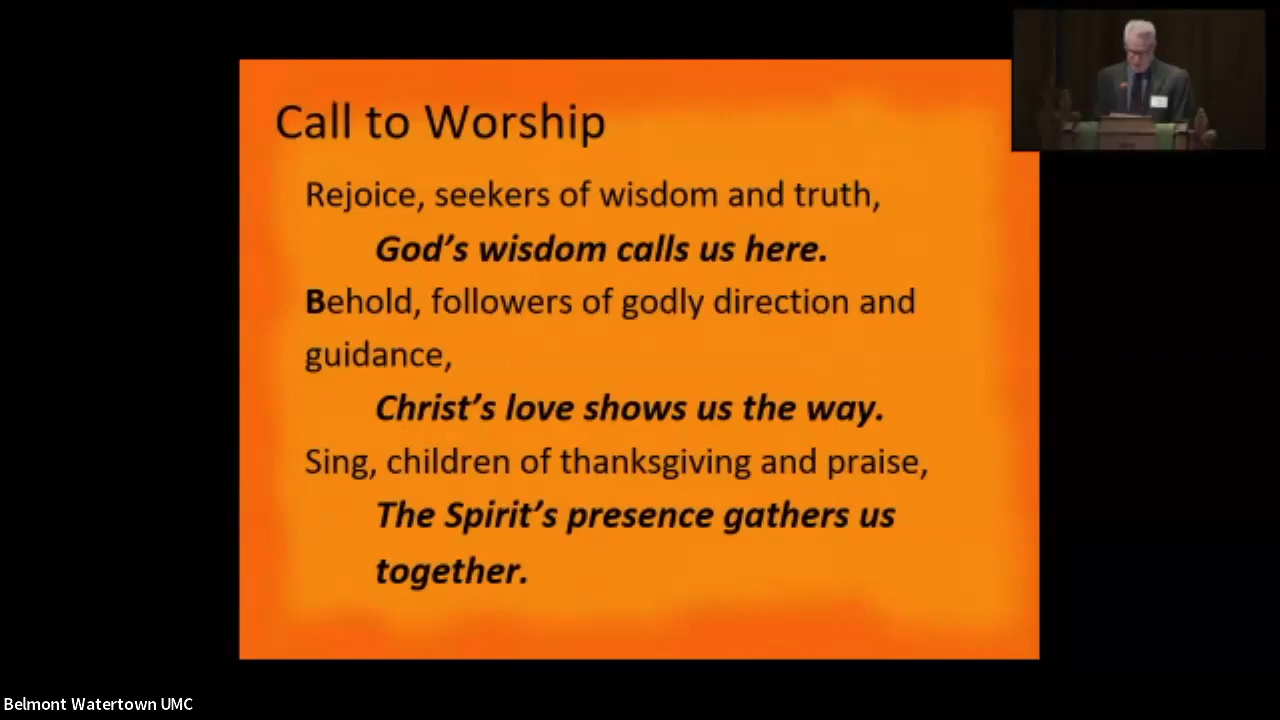 Call to Worship
Rejoice, seekers of wisdom and truth,
God’s wisdom calls us here.
Behold, followers of godly direction and
guidance,
Christ’s love shows us the way.
Sing, children of thanksgiving and praise,
The Spirit’s presence gathers us
together.
Belmont Watertown UMC